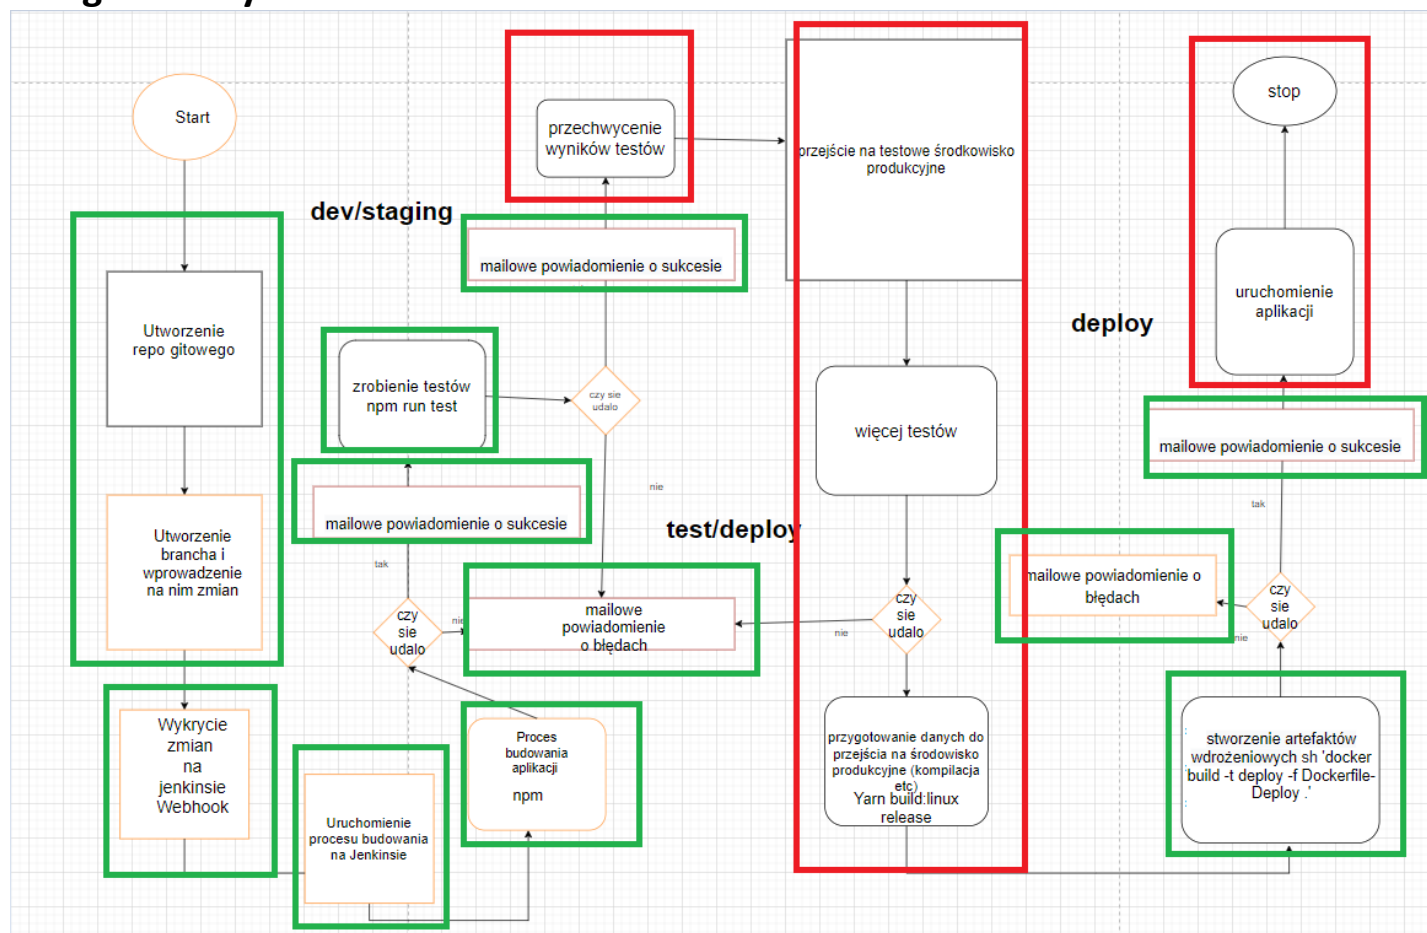 Start
Utworzenie
repo gitowego
Utworzenie
brancha i
wprowadzenie
na nim zmian
Wykrycie
zmian
na
jenkinsie
Webhook
Uruchomienie
procesu budowania
na Jenkinsie
Proces
budowania
aplikacji
npm
czy
sie
udalo
tak
nie
mailowe powiadomienie o sukcesie
zrobienie testów
npm run test
dev/staging
czy sie
udalo
nie
mailowe powiadomienie o sukcesie
przechwycenie
wyników testów
mailowe
powiadomienie
o błędach
test/deploy
przejście na testowe środkowisko
produkcyjne
więcej testów
czy
sie
udalo
nie
przygotowanie danych do
przejścia na środowisko
produkcyjne (kompilacja
etc)
Yarn build:linux
release
deploy
stworzenie artefaktów
wdrożeniowych sh 'docker
build -t deploy -f Dockerfile-
Deploy .'
czy
sie
udalo
nie
tak
mailowe powiadomienie o
błędach
mailowe powiadomienie o sukcesie
uruchomienie
aplikacji
stop